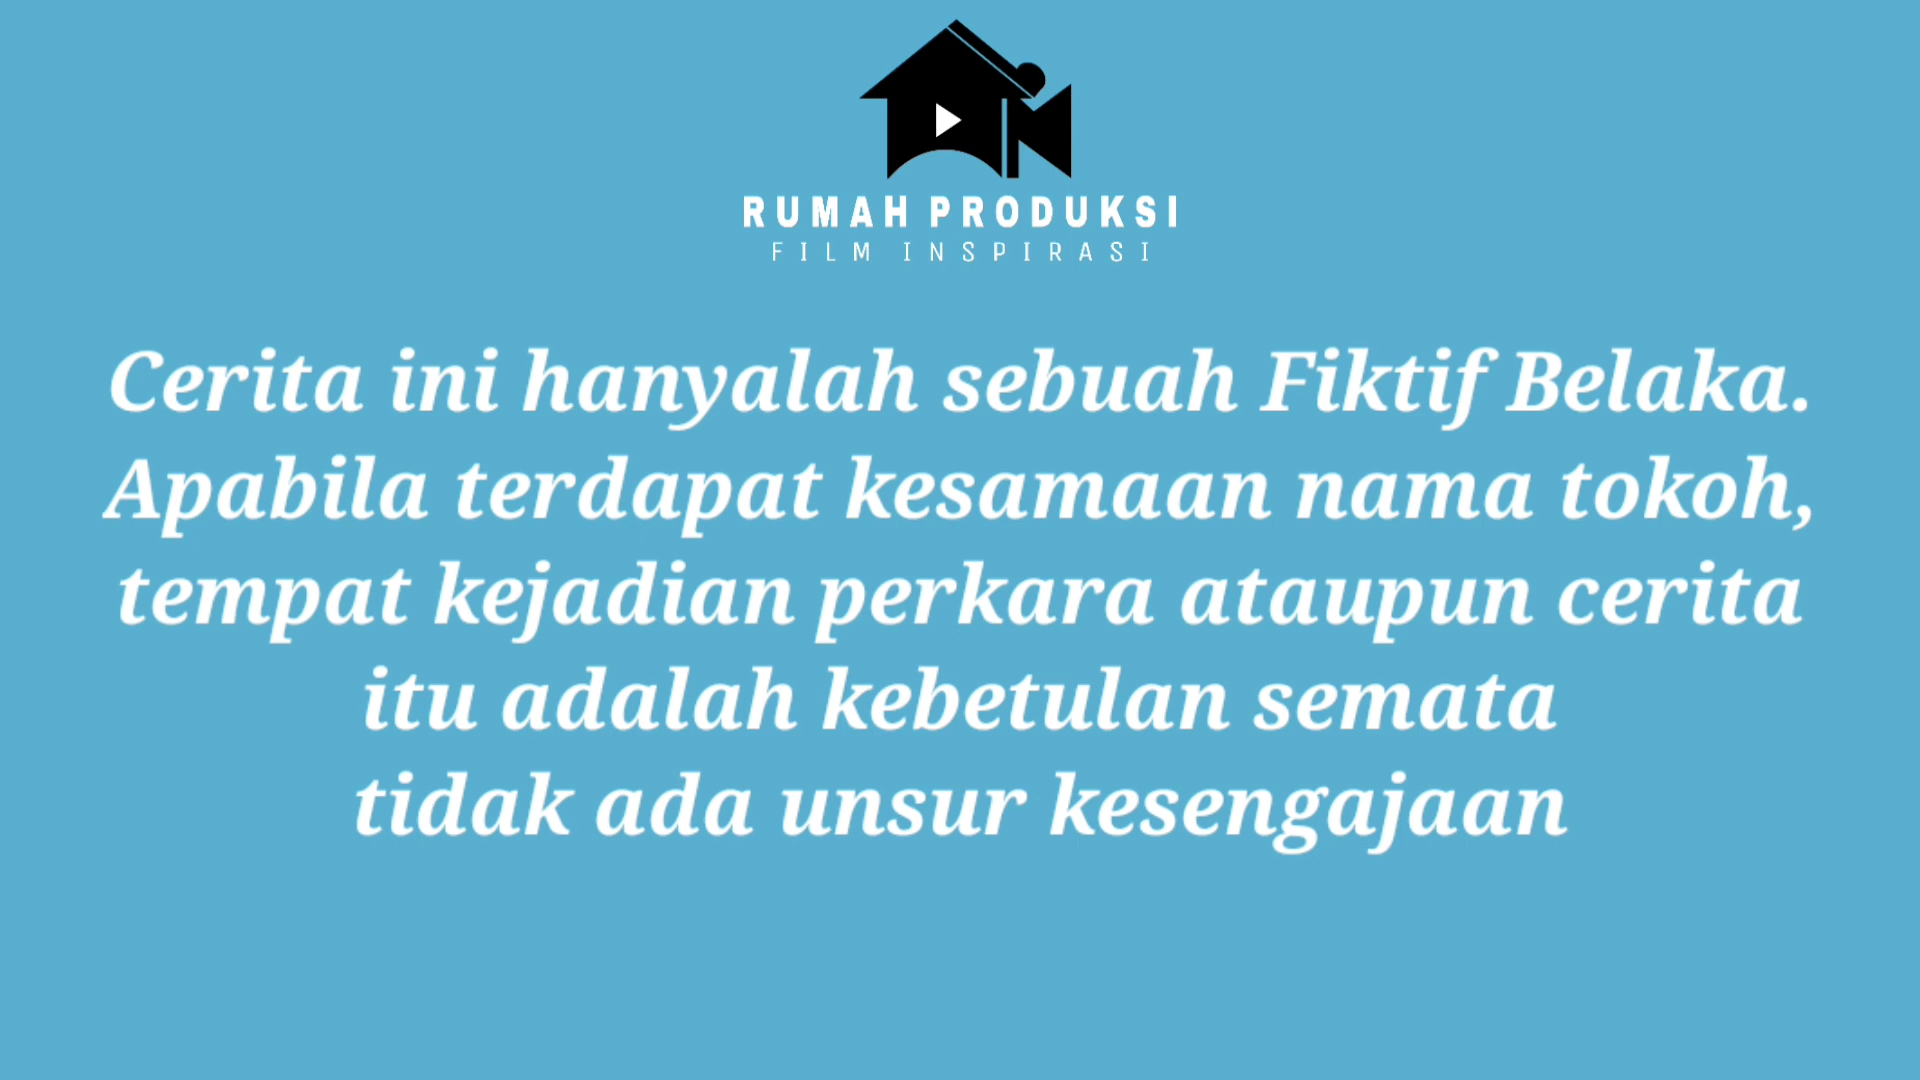 RUMAH PRODUKSI
FILM INSPIRASI
Cerita ini hanyalah sebuah Fiktif Belaka.
Apabila terdapat kesamaan nama tokoh,
tempat kejadian perkara ataupun cerita
itu adalah kebetulan semata
tidak ada unsur kesengajaan